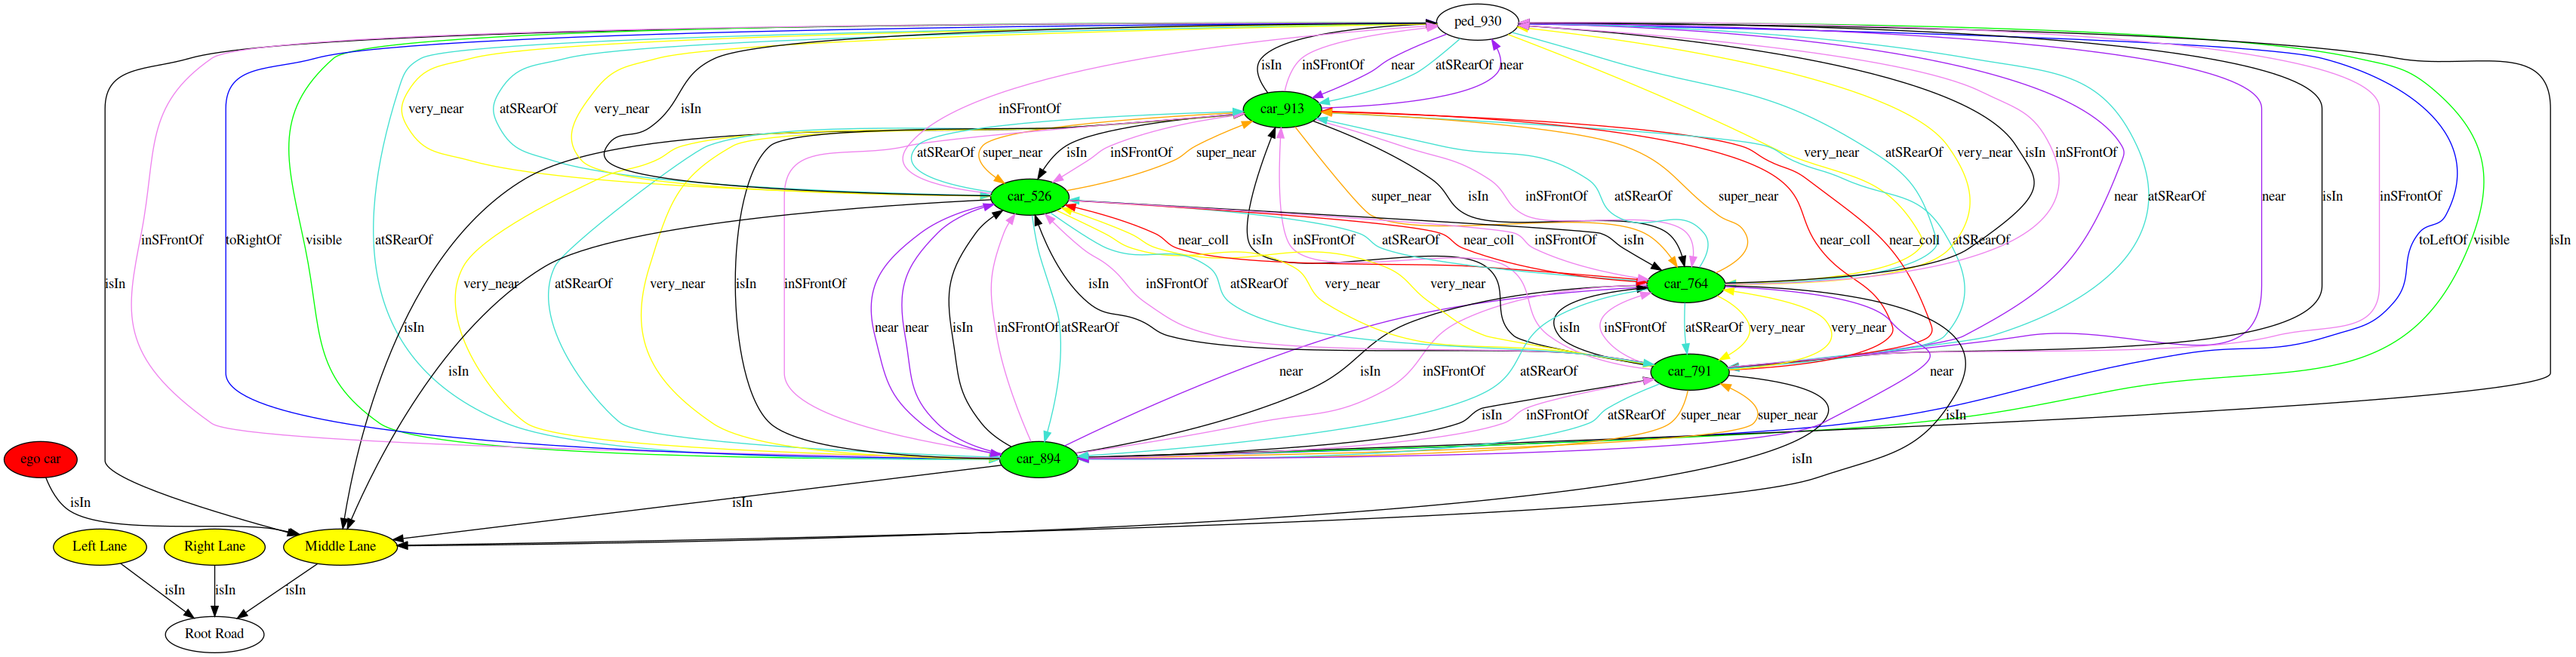 ped_930
isIn inSFrontOf near atSRearOf near
very_near atSRearOf very_near isIn car_913
atSRearOf super_near isIn inSFrontOf super_near inSFrontOf very_near atSRearOf very_near isIn inSFrontOf
car_526 super_near isIn inSFrontOf atSRearOf super_near near atSRearOf near isIn inSFrontOf
inSFrontOf toRightOf visible atSRearOf near_coll isIn inSFrontOf atSRearOf near_coll inSFrontOf isIn near_coll near_coll atSRearOf toLeftOf visible isIn
isIn very_near atSRearOf very_near isIn inSFrontOf isIn inSFrontOf atSRearOf very_near very_near car_764
isIn near near isIn inSFrontOf atSRearOf isIn inSFrontOf atSRearOf very_near very_near
isIn near isIn inSFrontOf atSRearOf car_791 near
isIn inSFrontOf atSRearOf super_near super_near isIn
ego car car_894 isIn
isIn isIn
Left Lane Right Lane Middle Lane
isIn isIn isIn
Root Road